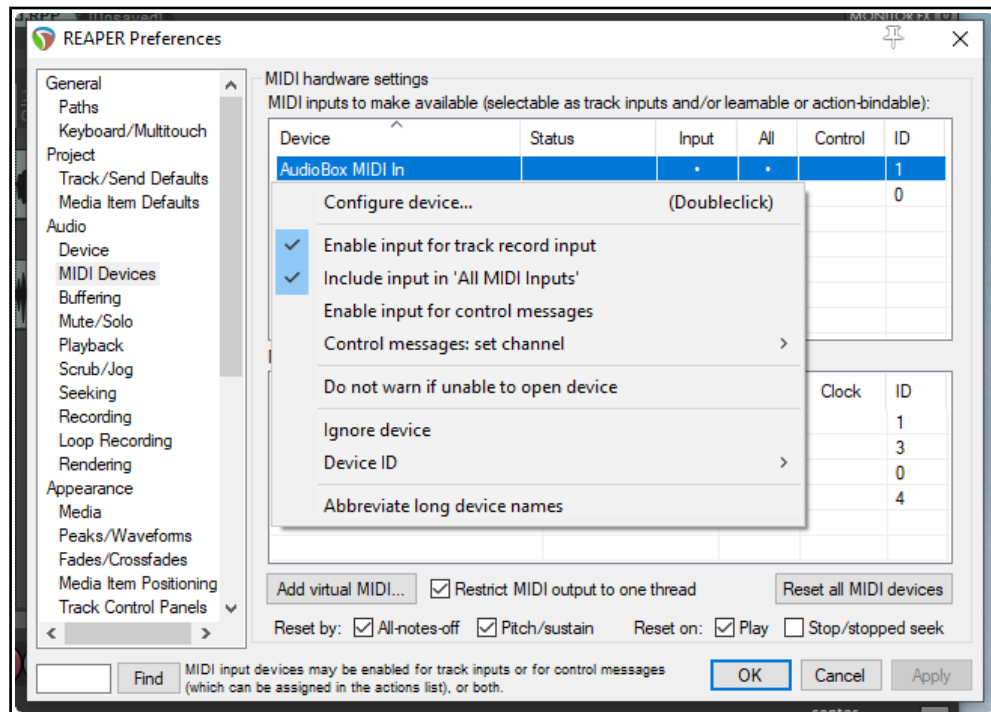 [Unsaved]
MONITOR FX
REAPER Preferences
General
Paths
Keyboard/Multitouch
Project
Track/Send Defaults
Media Item Defaults
Audio
Device
MIDI Devices
Buffering
Mute/Solo
Playback
Scrub/Jog
Seeking
Recording
Loop Recording
Rendering
Appearance
Media
Peaks/Waveforms
Fades/Crossfades
Media Item Positioning
Track Control Panels
MIDI hardware settings
MIDI inputs to make available (selectable as track inputs and/or learnable or action-bindable):
Device Status Input All Control ID
AudioBox MIDI In • • 1
0
Configure device... (Doubleclick)
Enable input for track record input
Include input in 'All MIDI Inputs'
Enable input for control messages
Control messages: set channel >
Do not warn if unable to open device
Ignore device
Device ID >
Abbreviate long device names
Clock ID
1
3
0
4
Add virtual MIDI... Restrict MIDI output to one thread Reset all MIDI devices
Reset by: All-notes-off Pitch/sustain Reset on: Play Stop/stopped seek
Find
MIDI input devices may be enabled for track inputs or for control messages
(which can be assigned in the actions list), or both.
OK Cancel Apply
center